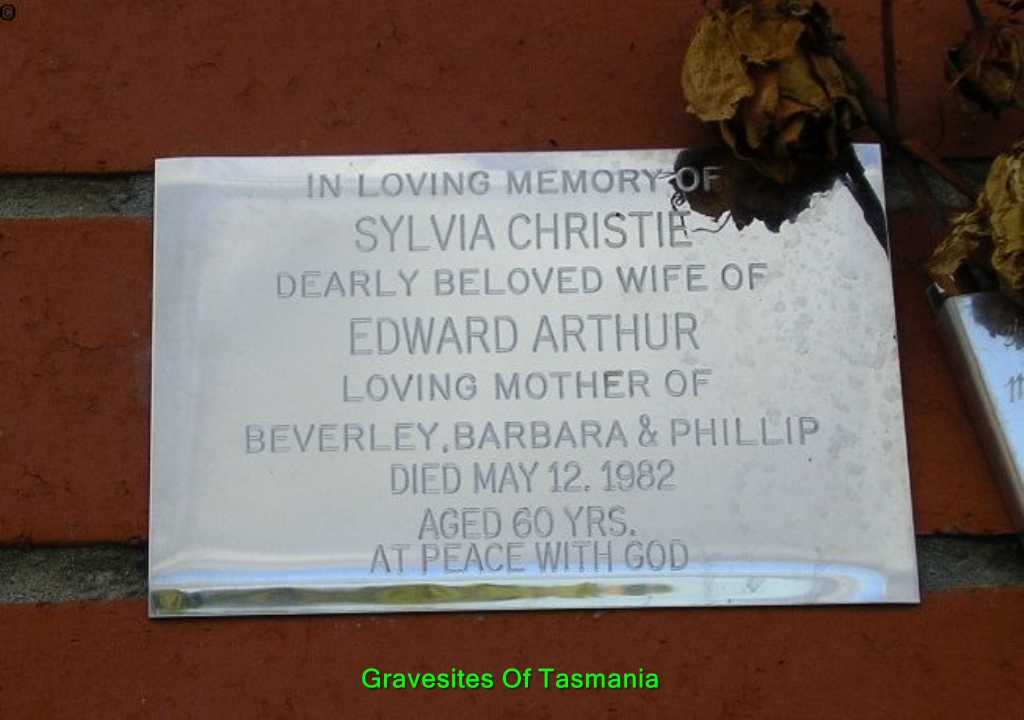 ©
IN LOVING MEMORY OF
SYLVIA CHRISTIE
DEARLY BELOVED WIFE OF
EDWARD ARTHUR
LOVING MOTHER OF
BEVERLEY, BARBARA & PHILLIP
DIED MAY 12. 1982
AGED 60 YRS.
AT PEACE WITH GOD
Gravesites Of Tasmania